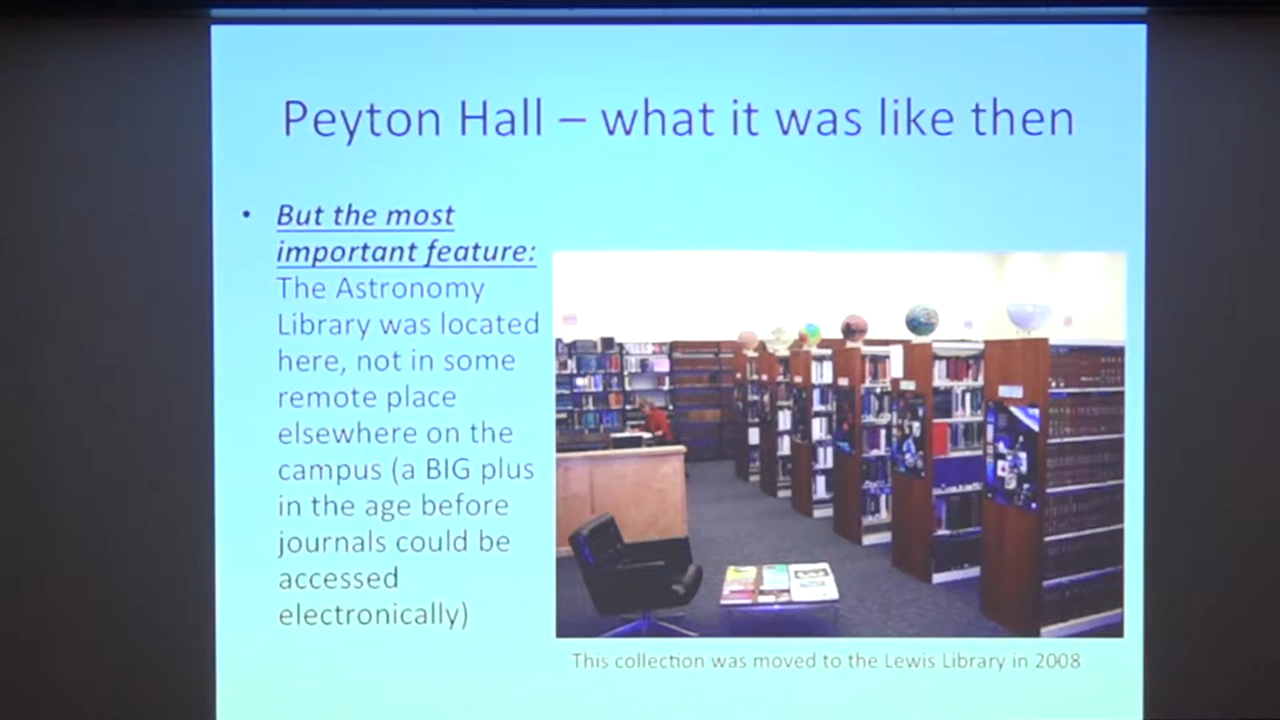 Peyton Hall – what it was like then
• But the most
important feature:
The Astronomy
Library was located
here, not in some
remote place
elsewhere on the
campus (a BIG plus
in the age before
journals could be
accessed
electronically)
This collection was moved to the Lewis Library in 2008